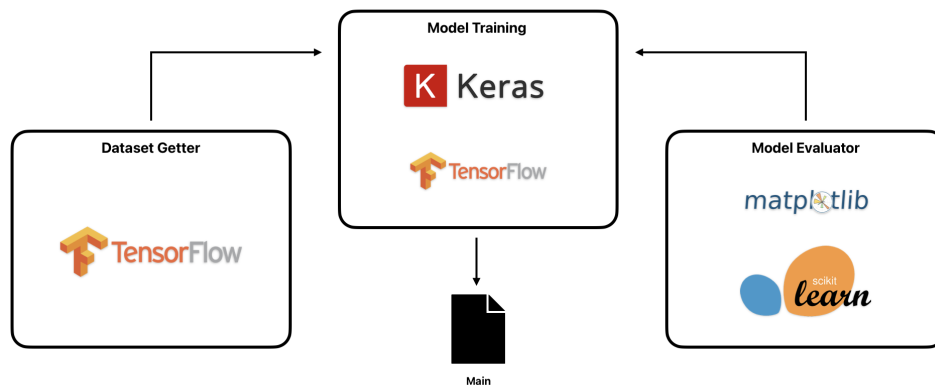 Model Training
K Keras
TensorFlow
Dataset Getter
TensorFlow
Model Evaluator
matplotlib
scikit
learn
Main